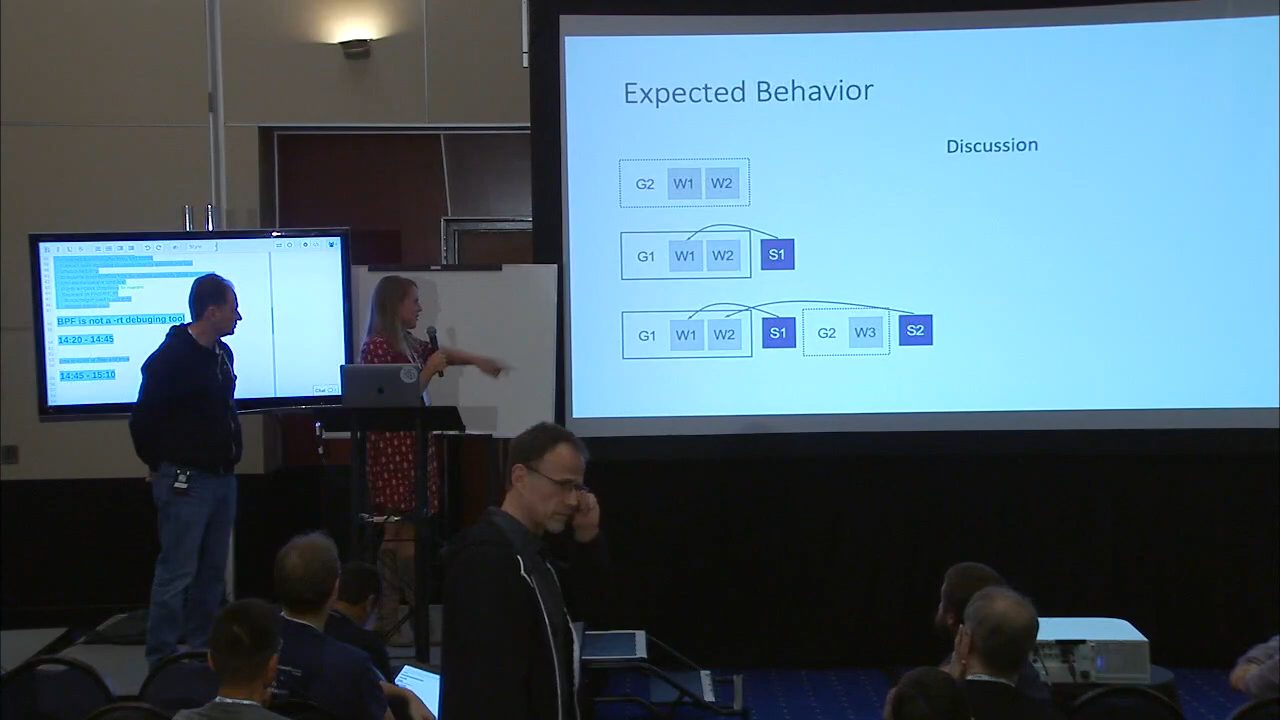 Expected Behavior
Discussion
G2 W1 W2
G1 W1 W2 S1
G1 W1 W2 S1 G2 W3 S2
BPF is not a -rt debuging tool
14:20 - 14:45
14:45 - 15:10